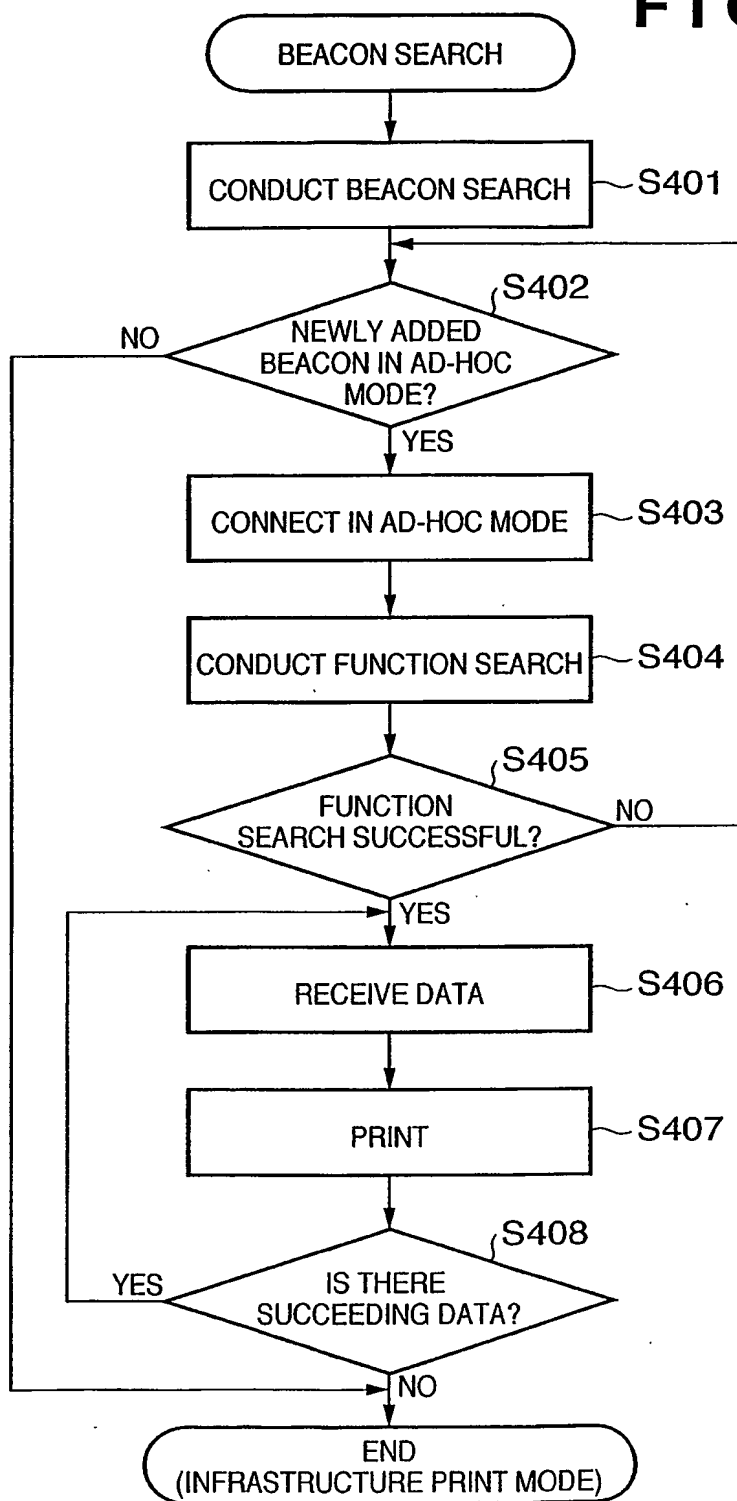 BEACON SEARCH
CONDUCT BEACON SEARCH
S401
S402
NO
NEWLY ADDED
BEACON IN AD-HOC
MODE?
YES
CONNECT IN AD-HOC MODE
S403
CONDUCT FUNCTION SEARCH
S404
S405
FUNCTION
SEARCH SUCCESSFUL?
NO
YES
RECEIVE DATA
S406
PRINT
S407
S408
YES
IS THERE
SUCCEEDING DATA?
NO
END
(INFRASTRUCTURE PRINT MODE)